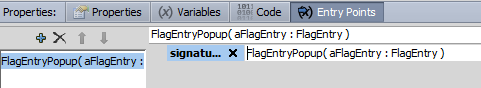 Properties: Properties Variables Code Entry Points
FlagEntryPopup( aFlagEntry : FlagEntry )
FlagEntryPopup( aFlagEntry : signatu... FlagEntryPopup( aFlagEntry : FlagEntry )